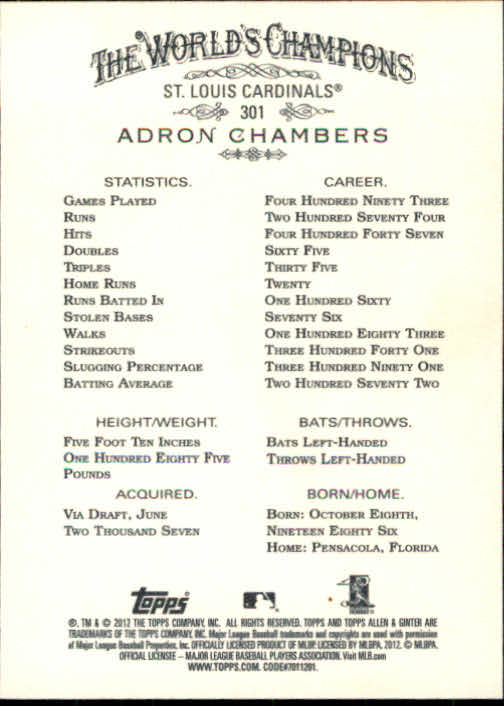 THE WORLD'S CHAMPIONS
ST. LOUIS CARDINALS®
301
ADRON CHAMBERS
STATISTICS. CAREER.
GAMES PLAYED FOUR HUNDRED NINETY THREE
RUNS TWO HUNDRED SEVENTY FOUR
HITS FOUR HUNDRED FORTY SEVEN
DOUBLES SIXTY FIVE
TRIPLES THIRTY FIVE
HOME RUNS TWENTY
RUNS BATTED IN ONE HUNDRED SIXTY
STOLEN BASES SEVENTY SIX
WALKS ONE HUNDRED EIGHTY THREE
STRIKEOUTS THREE HUNDRED FORTY ONE
SLUGGING PERCENTAGE THREE HUNDRED NINETY ONE
BATTING AVERAGE TWO HUNDRED SEVENTY TWO
HEIGHT/WEIGHT.
FIVE FOOT TEN INCHES
ONE HUNDRED EIGHTY FIVE
POUNDS
BATS/THROWS.
BATS LEFT-HANDED
THROWS LEFT-HANDED
ACQUIRED.
VIA DRAFT, JUNE
TWO THOUSAND SEVEN
BORN/HOME.
BORN: OCTOBER EIGHTH,
NINETEEN EIGHTY SIX
HOME: PENSACOLA, FLORIDA
Topps
®, TM & © 2012 THE TOPPS COMPANY, INC. ALL RIGHTS RESERVED. TOPPS AND TOPPS ALLEN & GINTER ARE
TRADEMARKS OF THE TOPPS COMPANY, INC. Major League Baseball trademarks and copyrights are used with permission
of Major League Baseball Properties, Inc. OFFICIALLY LICENSED PRODUCT OF MLBP. LICENSED BY MLBPA, 2012. © MLBPA.
OFFICIAL LICENSEE – MAJOR LEAGUE BASEBALL PLAYERS ASSOCIATION. Visit MLB.com
WWW.TOPPS.COM. CODE#7011201.